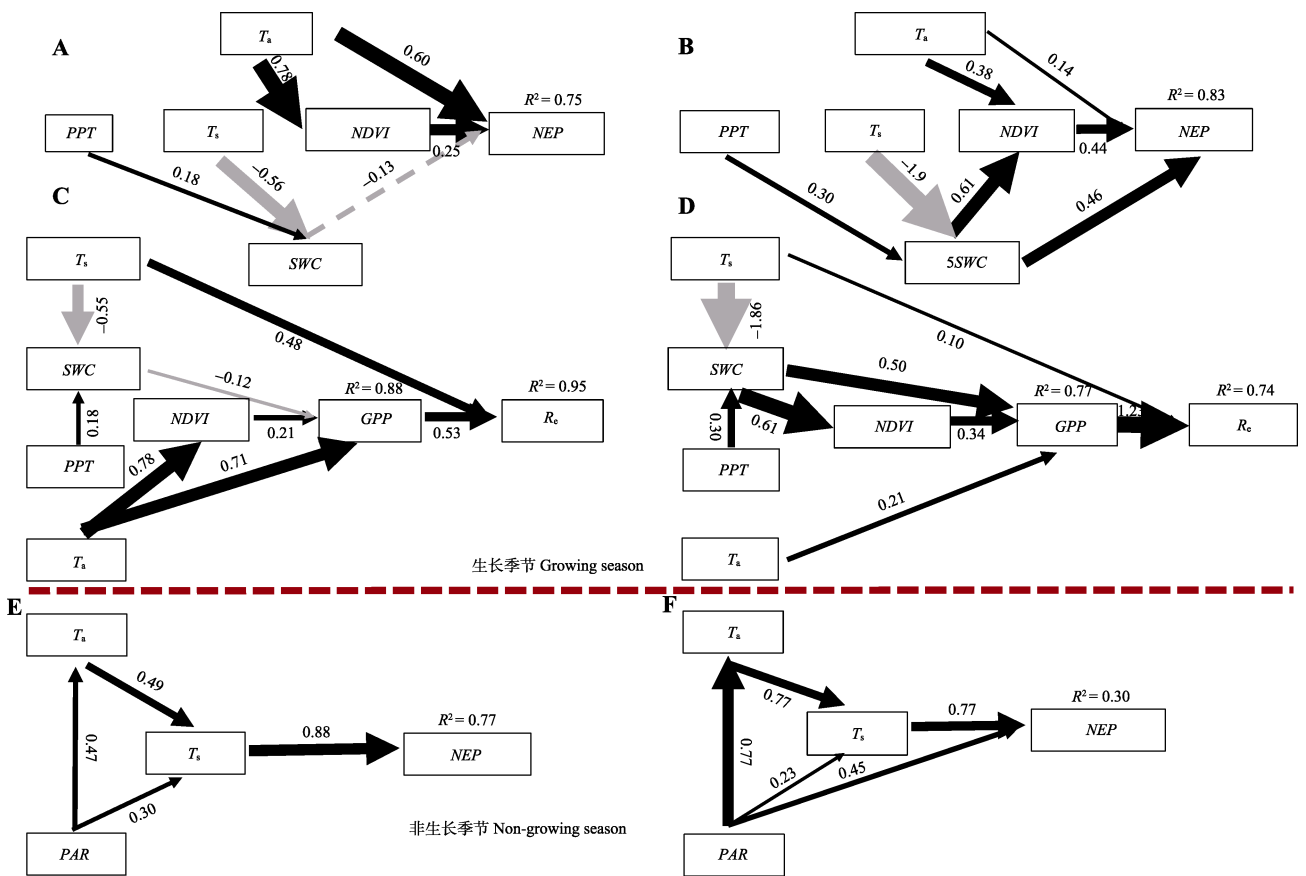 A
Ta
0.78
0.60
R² = 0.75
PPT
Ts
NDVI
NEP
0.25
0.18
−0.56
−0.13
SWC
B
Ta
0.38
0.14
R² = 0.83
PPT
Ts
NDVI
NEP
0.44
0.30
−1.9
0.61
0.46
5SWC
C
Ts
−0.55
0.48
SWC
−0.12
R² = 0.88
R² = 0.95
NDVI
GPP
Re
0.18
0.21
0.53
PPT
0.78
0.71
Ta
D
Ts
−1.86
0.10
SWC
0.50
R² = 0.77
R² = 0.74
0.30
0.61
NDVI
0.34
GPP
1.23
Re
PPT
0.21
Ta
生长季节 Growing season
E
Ta
0.49
0.47
R² = 0.77
Ts
0.88
NEP
0.30
PAR
F
Ta
0.77
R² = 0.30
Ts
0.77
NEP
0.77
0.23
0.45
PAR
非生长季节 Non-growing season